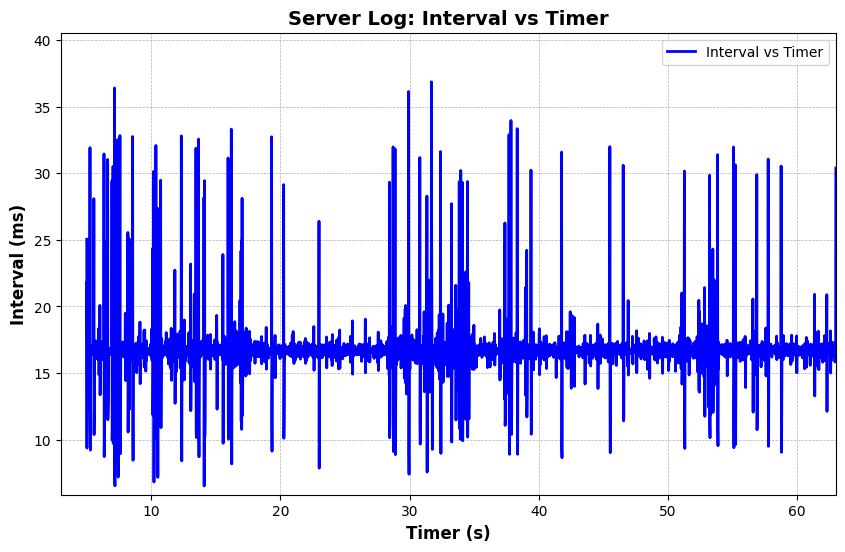 Server Log: Interval vs Timer
Interval vs Timer
40
35
30
25
20
15
10
Interval (ms)
10 20 30 40 50 60
Timer (s)